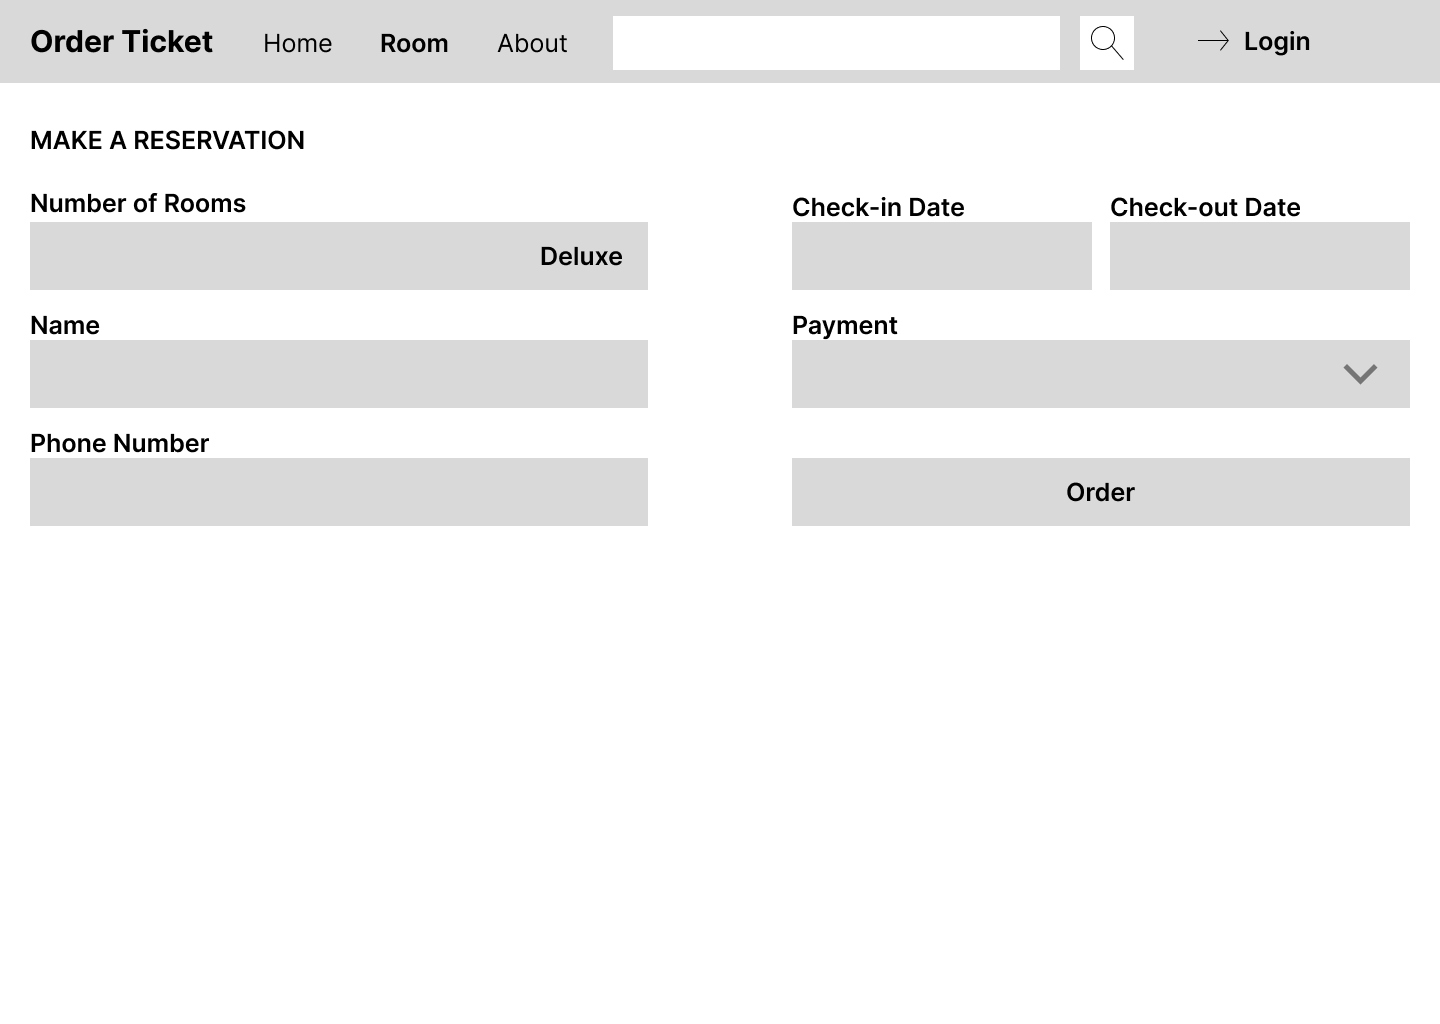 Order Ticket Home Room About Login
MAKE A RESERVATION
Number of Rooms
Deluxe
Name
Phone Number
Check-in Date Check-out Date
Payment
Order